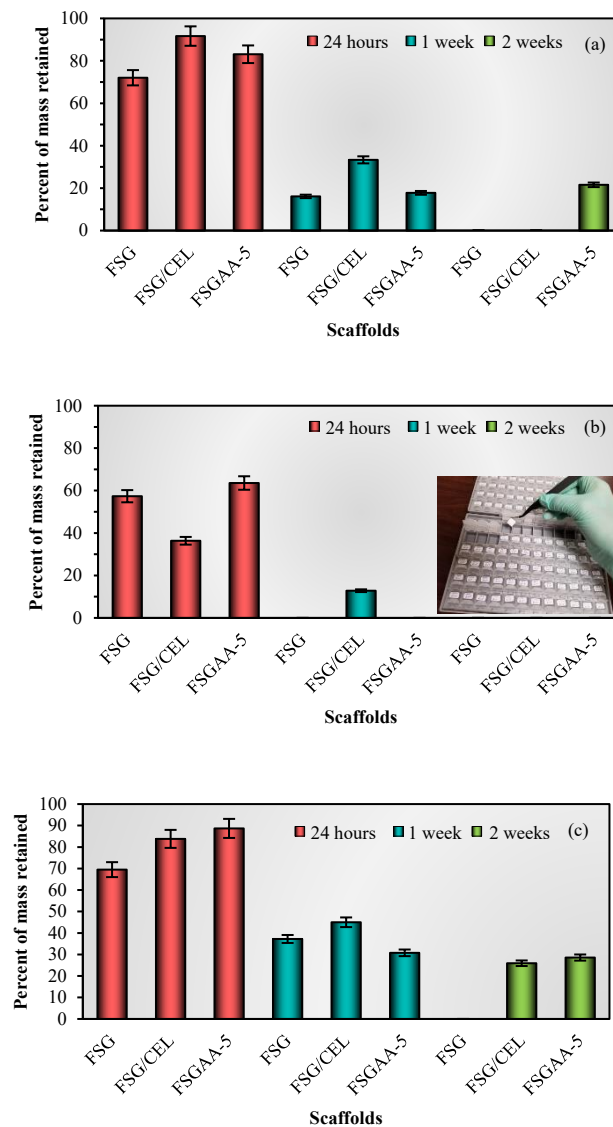 100
80
60
40
20
0
Percent of mass retained
24 hours 1 week 2 weeks (a)
FSG FSG/CEL FSGAA-5 FSG FSG/CEL FSGAA-5 FSG FSG/CEL FSGAA-5
Scaffolds
100
80
60
40
20
0
Percent of mass retained
24 hours 1 week 2 weeks (b)
FSG FSG/CEL FSGAA-5 FSG FSG/CEL FSGAA-5 FSG FSG/CEL FSGAA-5
Scaffolds
100
90
80
70
60
50
40
30
20
10
0
Percent of mass retained
24 hours 1 week 2 weeks (c)
FSG FSG/CEL FSGAA-5 FSG FSG/CEL FSGAA-5 FSG FSG/CEL FSGAA-5
Scaffolds